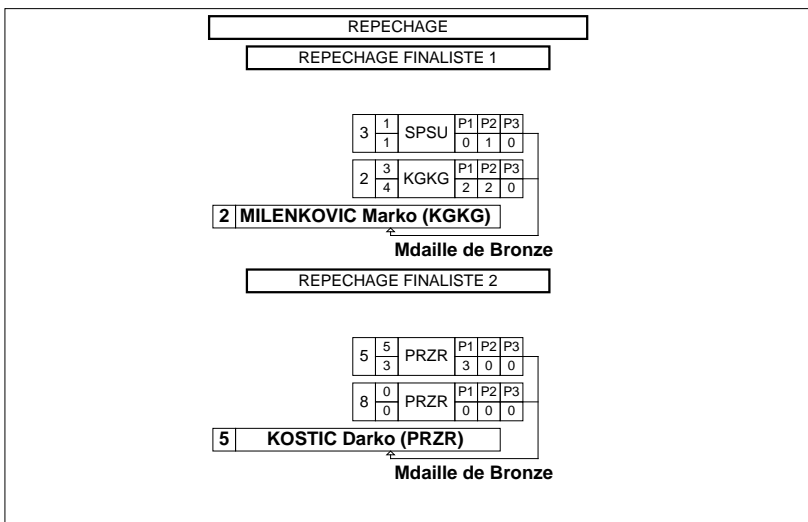 REPECHAGE
REPECHAGE FINALISTE 1
3 1 SPSU P1 P2 P3
1 0 1 0
2 3 KGKG P1 P2 P3
4 2 2 0
2 MILENKOVIC Marko (KGKG)
Mdaille de Bronze
REPECHAGE FINALISTE 2
5 5 PRZR P1 P2 P3
3 3 0 0
8 0 PRZR P1 P2 P3
0 0 0 0
5 KOSTIC Darko (PRZR)
Mdaille de Bronze